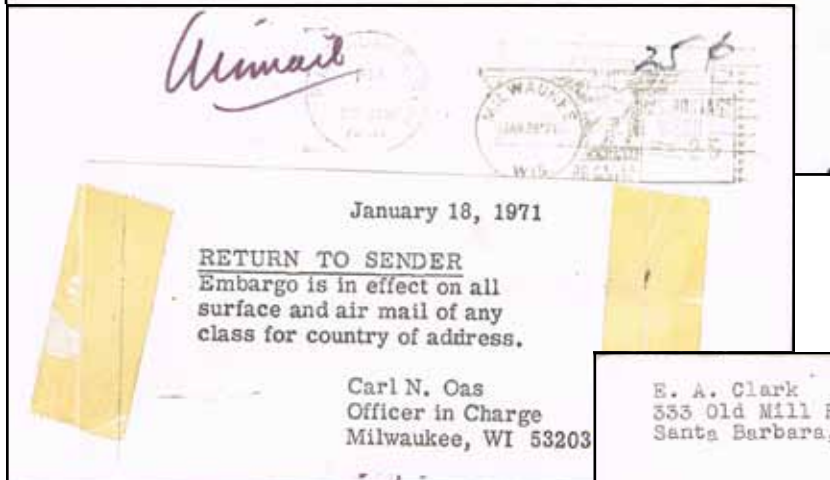 Airmail
25 ¢
MILWAUKEE
WIS
January 18, 1971
RETURN TO SENDER
Embargo is in effect on all
surface and air mail of any
class for country of address.
Carl N. Oas
Officer in Charge
Milwaukee, WI 53203
E. A. Clark
333 Old Mill
Santa Barbara,